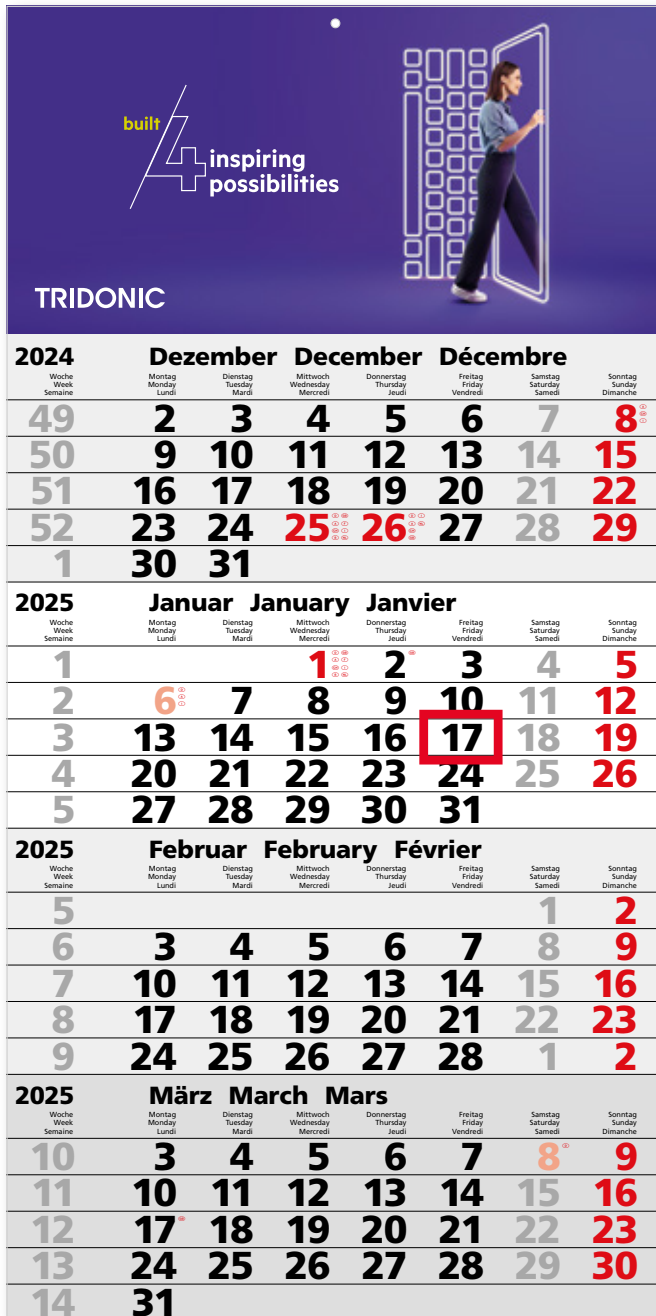 built
4 inspiring
possibilities
TRIDONIC
2024 Dezember December Décembre
Woche Montag Dienstag Mittwoch Donnerstag Freitag Samstag Sonntag
Week Monday Tuesday Wednesday Thursday Friday Saturday Sunday
Semaine Lundi Mardi Mercredi Jeudi Vendredi Samedi Dimanche
49 2 3 4 5 6 7 8
50 9 10 11 12 13 14 15
51 16 17 18 19 20 21 22
52 23 24 25 26 27 28 29
1 30 31
2025 Januar January Janvier
Woche Montag Dienstag Mittwoch Donnerstag Freitag Samstag Sonntag
Week Monday Tuesday Wednesday Thursday Friday Saturday Sunday
Semaine Lundi Mardi Mercredi Jeudi Vendredi Samedi Dimanche
1 1 2 3 4 5
2 6 7 8 9 10 11 12
3 13 14 15 16 17 18 19
4 20 21 22 23 24 25 26
5 27 28 29 30 31
2025 Februar February Février
Woche Montag Dienstag Mittwoch Donnerstag Freitag Samstag Sonntag
Week Monday Tuesday Wednesday Thursday Friday Saturday Sunday
Semaine Lundi Mardi Mercredi Jeudi Vendredi Samedi Dimanche
5 1 2
6 3 4 5 6 7 8 9
7 10 11 12 13 14 15 16
8 17 18 19 20 21 22 23
9 24 25 26 27 28 1 2
2025 März March Mars
Woche Montag Dienstag Mittwoch Donnerstag Freitag Samstag Sonntag
Week Monday Tuesday Wednesday Thursday Friday Saturday Sunday
Semaine Lundi Mardi Mercredi Jeudi Vendredi Samedi Dimanche
10 3 4 5 6 7 8 9
11 10 11 12 13 14 15 16
12 17 18 19 20 21 22 23
13 24 25 26 27 28 29 30
14 31